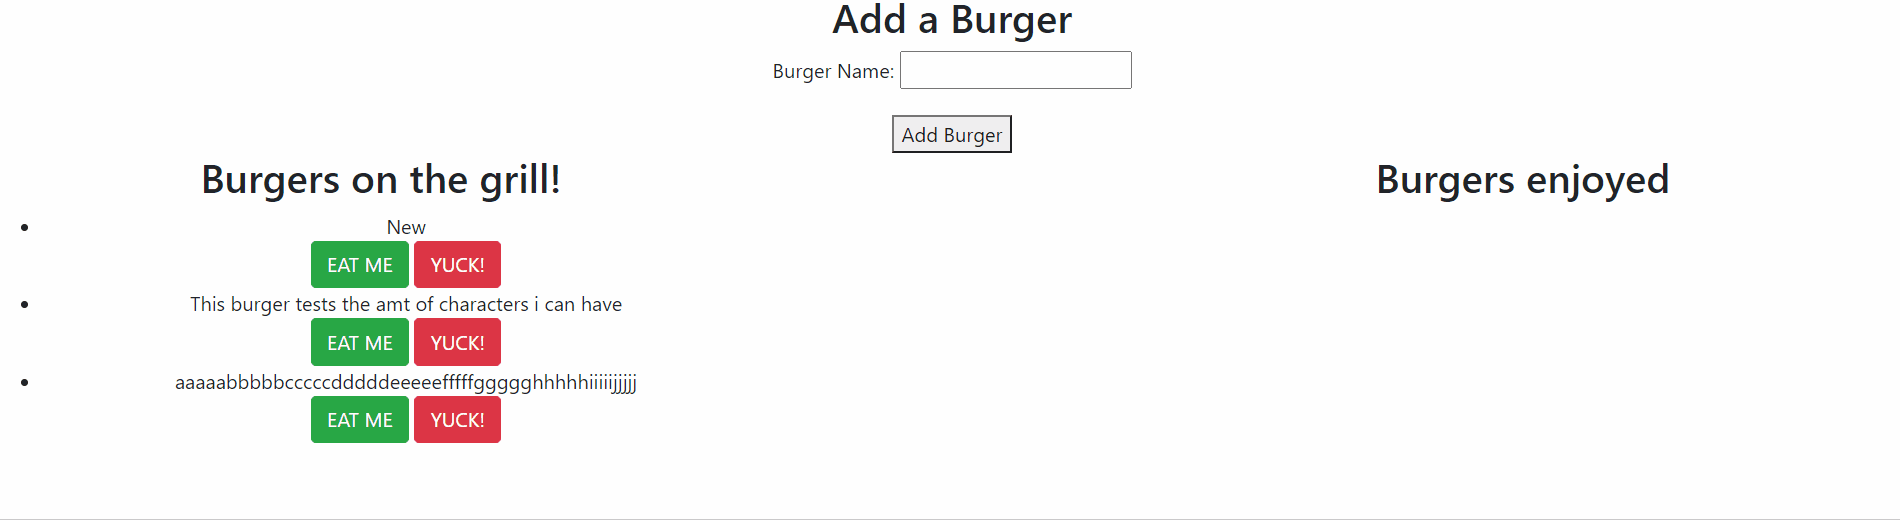 Add a Burger
Burger Name:
Add Burger
Burgers on the grill!
New
EAT ME YUCK!
This burger tests the amt of characters i can have
EAT ME YUCK!
aaaaabbbbbcccccdddddeeeeefffffggggghhhhhiiiiijjjjj
EAT ME YUCK!
Burgers enjoyed